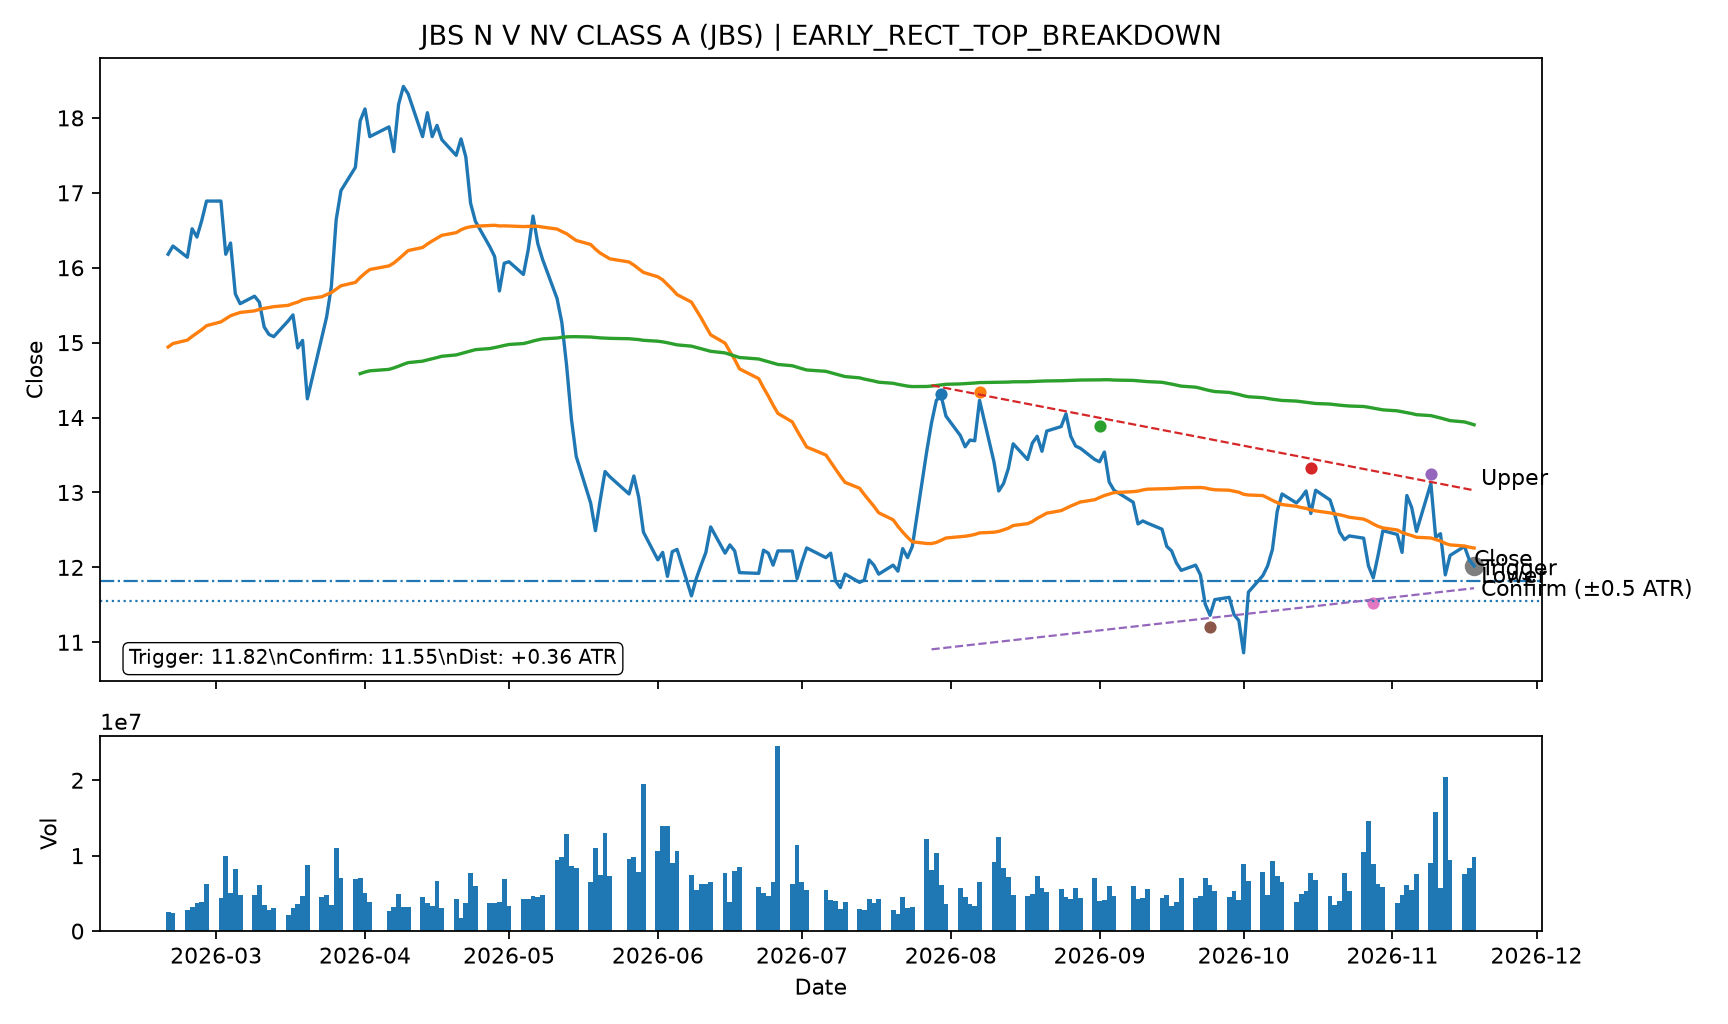 JBS N V NV CLASS A (JBS) | EARLY_RECT_TOP_BREAKDOWN
Close
18
17
16
15
14
13
12
11
Upper
Close
Trigger
Lower
Confirm (±0.5 ATR)
Trigger: 11.82\nConfirm: 11.55\nDist: +0.36 ATR
1e7
Vol
2
1
0
2026-03 2026-04 2026-05 2026-06 2026-07 2026-08 2026-09 2026-10 2026-11 2026-12
Date